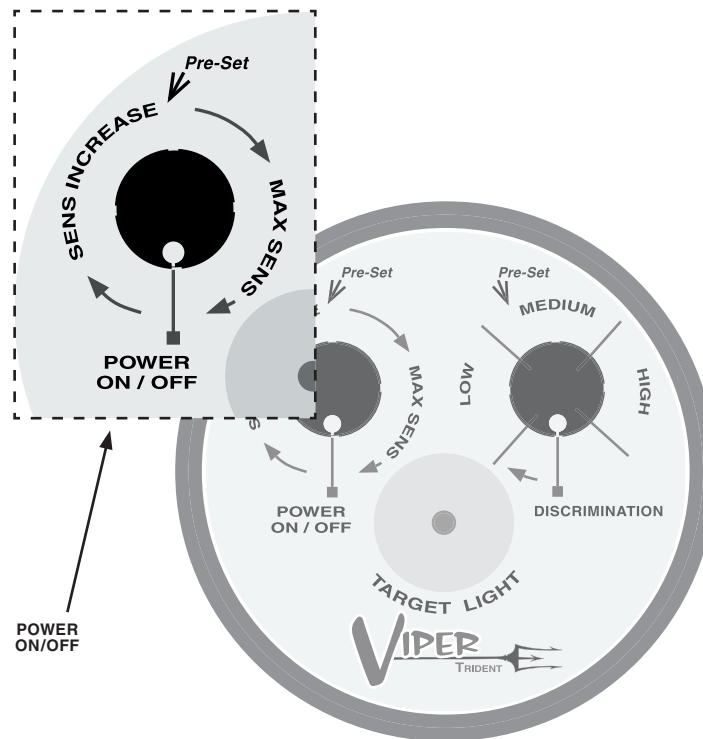 Pre-Set
SENS INCREASE
MAX SENS
POWER
ON / OFF
Pre-Set
MAX SENS
POWER
ON / OFF
Pre-Set
LOW
MEDIUM
HIGH
DISCRIMINATION
TARGET LIGHT
VIPER
TRIDENT
POWER
ON/OFF